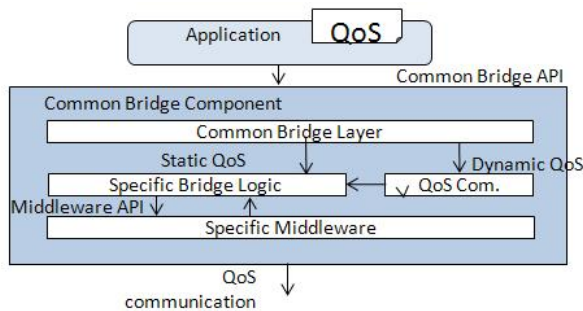 Application
QoS
Common Bridge API
Common Bridge Component
Common Bridge Layer
Static QoS
Dynamic QoS
Specific Bridge Logic
QoS Com.
Middleware API
Specific Middleware
QoS
communication